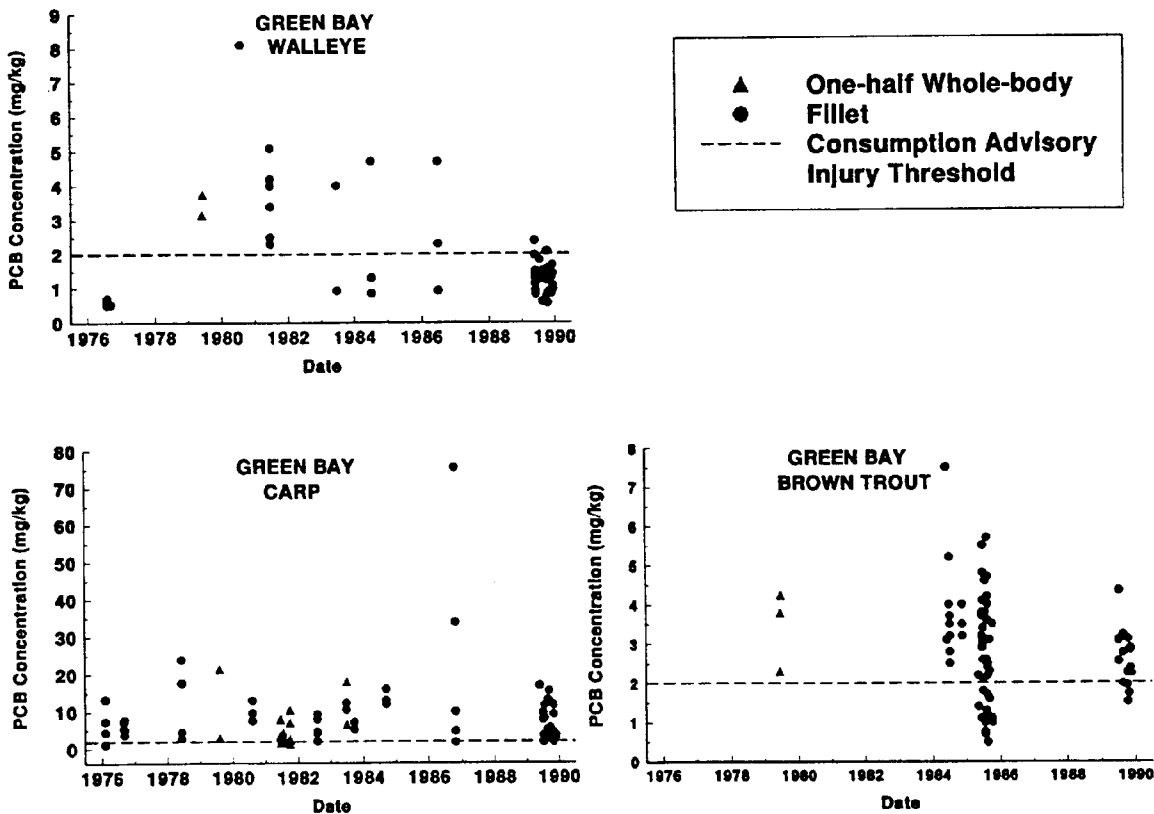 GREEN BAY
WALLEYE
PCB Concentration (mg/kg)
9
8
7
6
5
4
3
2
1
0
1976 1978 1980 1982 1984 1986 1988 1990
Date
One-half Whole-body
Fillet
Consumption Advisory
Injury Threshold
GREEN BAY
CARP
PCB Concentration (mg/kg)
80
70
60
50
40
30
20
10
0
1976 1978 1980 1982 1984 1986 1988 1990
Date
GREEN BAY
BROWN TROUT
PCB Concentration (mg/kg)
8
7
6
5
4
3
2
1
0
1976 1978 1980 1982 1984 1986 1988 1990
Date